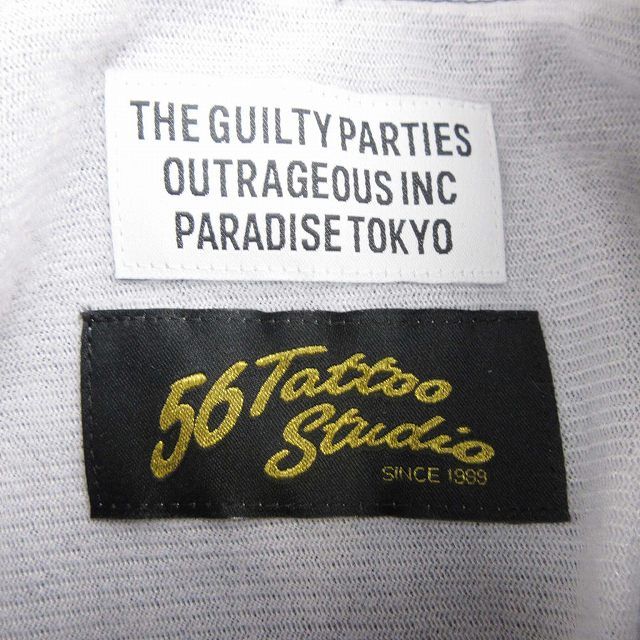 THE GUILTY PARTIES
OUTRAGEOUS INC
PARADISE TOKYO
56 Tattoo
Studio
SINCE 1999